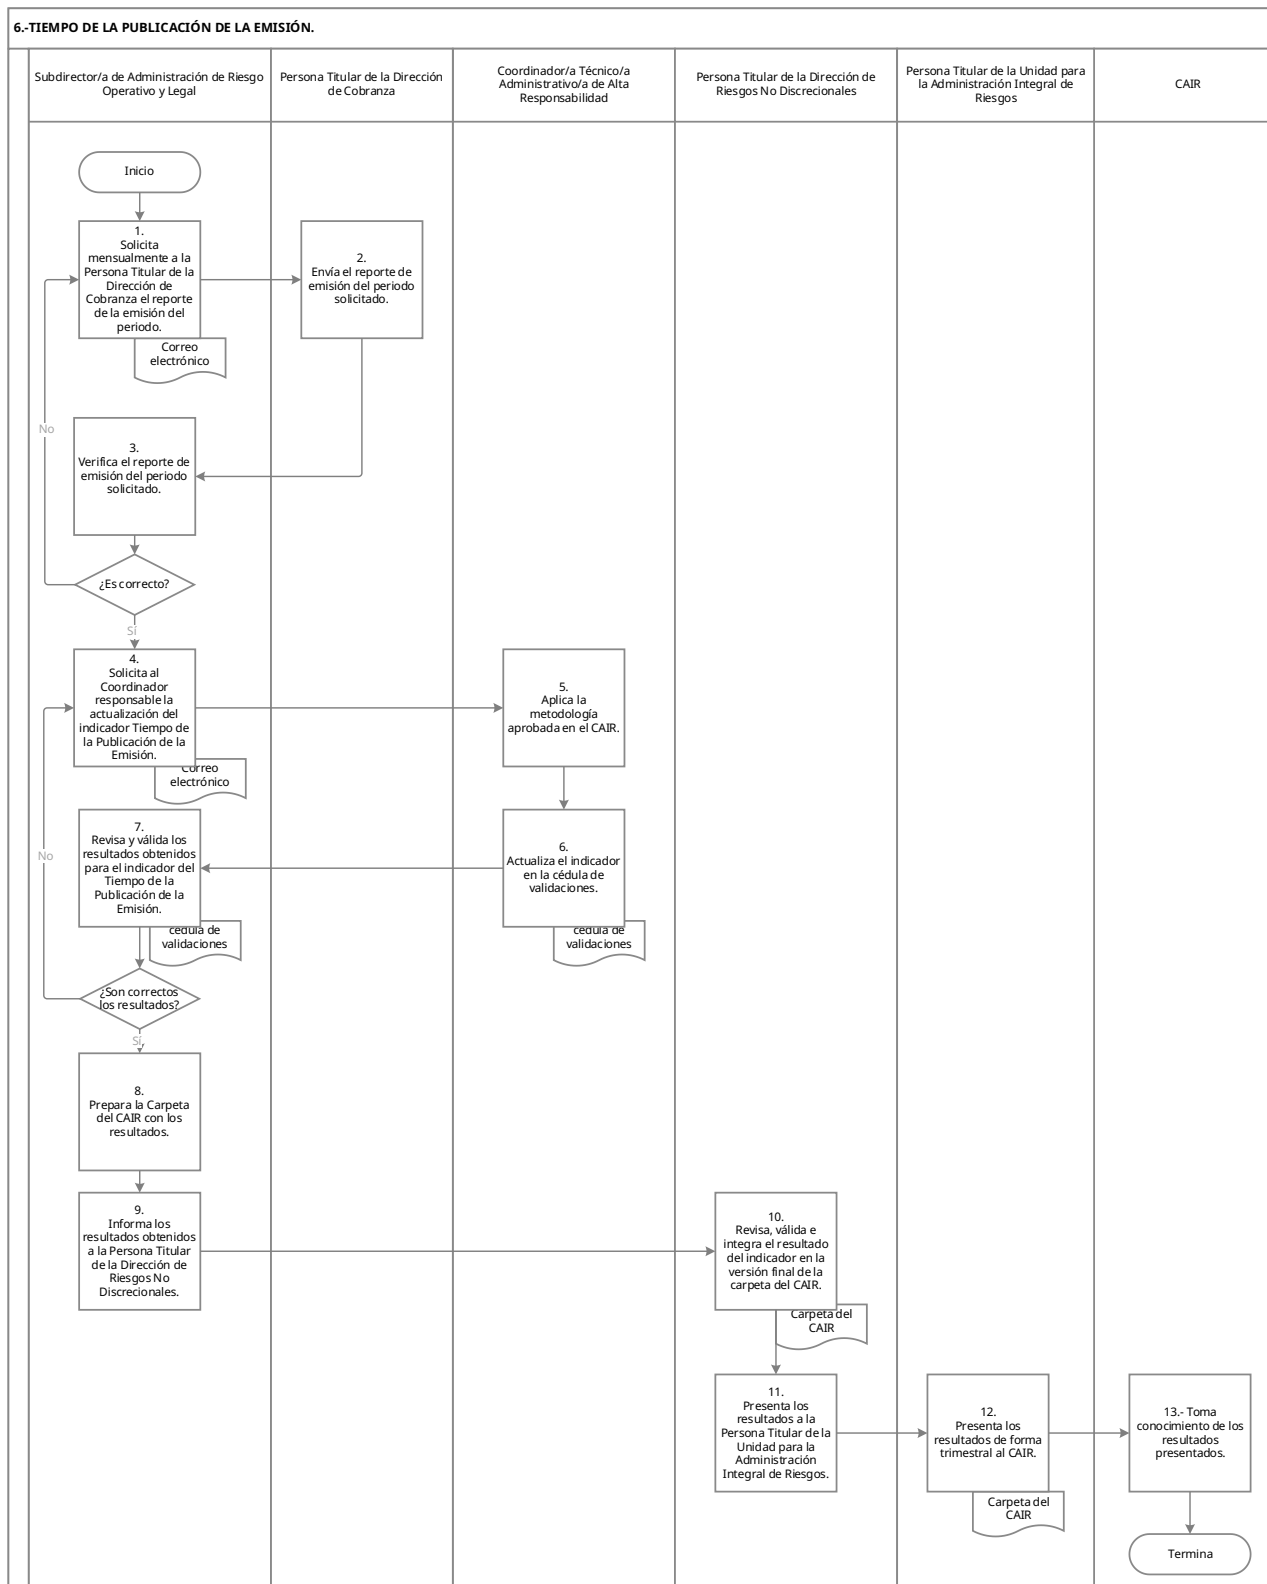 6.-TIEMPO DE LA PUBLICACIÓN DE LA EMISIÓN.
Subdirector/a de Administración de Riesgo
Operativo y Legal
Persona Titular de la Dirección
de Cobranza
Coordinador/a Técnico/a
Administrativo/a de Alta
Responsabilidad
Persona Titular de la Dirección de
Riesgos No Discrecionales
Persona Titular de la Unidad para
la Administración Integral de
Riesgos
CAIR
Inicio
1.
Solicita
mensualmente a la
Persona Titular de la
Dirección de
Cobranza el reporte
de la emisión del
periodo.
Correo
electrónico
2.
Envía el reporte de
emisión del periodo
solicitado.
No
3.
Verifica el reporte de
emisión del periodo
solicitado.
¿Es correcto?
Sí
4.
Solicita al
Coordinador
responsable la
actualización del
indicador Tiempo de
la Publicación de la
Emisión.
Correo
electrónico
5.
Aplica la
metodología
aprobada en el CAIR.
No
7.
Revisa y válida los
resultados obtenidos
para el indicador del
Tiempo de la
Publicación de la
Emisión.
cédula de
validaciones
6.
Actualiza el indicador
en la cédula de
validaciones.
cédula de
validaciones
¿Son correctos
los resultados?
Sí
8.
Prepara la Carpeta
del CAIR con los
resultados.
9.
Informa los
resultados obtenidos
a la Persona Titular
de la Dirección de
Riesgos No
Discrecionales.
10.
Revisa, válida e
integra el resultado
del indicador en la
versión final de la
carpeta del CAIR.
Carpeta del
CAIR
11.
Presenta los
resultados a la
Persona Titular de la
Unidad para la
Administración
Integral de Riesgos.
12.
Presenta los
resultados de forma
trimestral al CAIR.
Carpeta del
CAIR
13.- Toma
conocimiento de los
resultados
presentados.
Termina